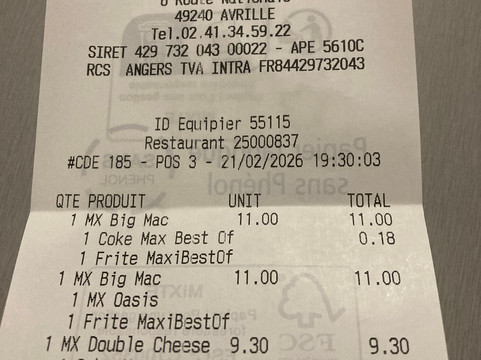 Route Nationale
49240 AVRILLE
Tel.02.41.34.59.22
SIRET 429 732 043 00022 - APE 5610C
RCS ANGERS TVA INTRA FR84429732043
ID Equipier 55115
Restaurant 25000837
#CDE 185 - POS 3 - 21/02/2026 19:30:03
QTE PRODUIT UNIT TOTAL
1 MX Big Mac 11.00 11.00
1 Coke Max Best Of 0.18
1 Frite MaxiBestOf
1 MX Big Mac 11.00 11.00
1 MX Oasis
1 Frite MaxiBestOf
1 MX Double Cheese 9.30 9.30